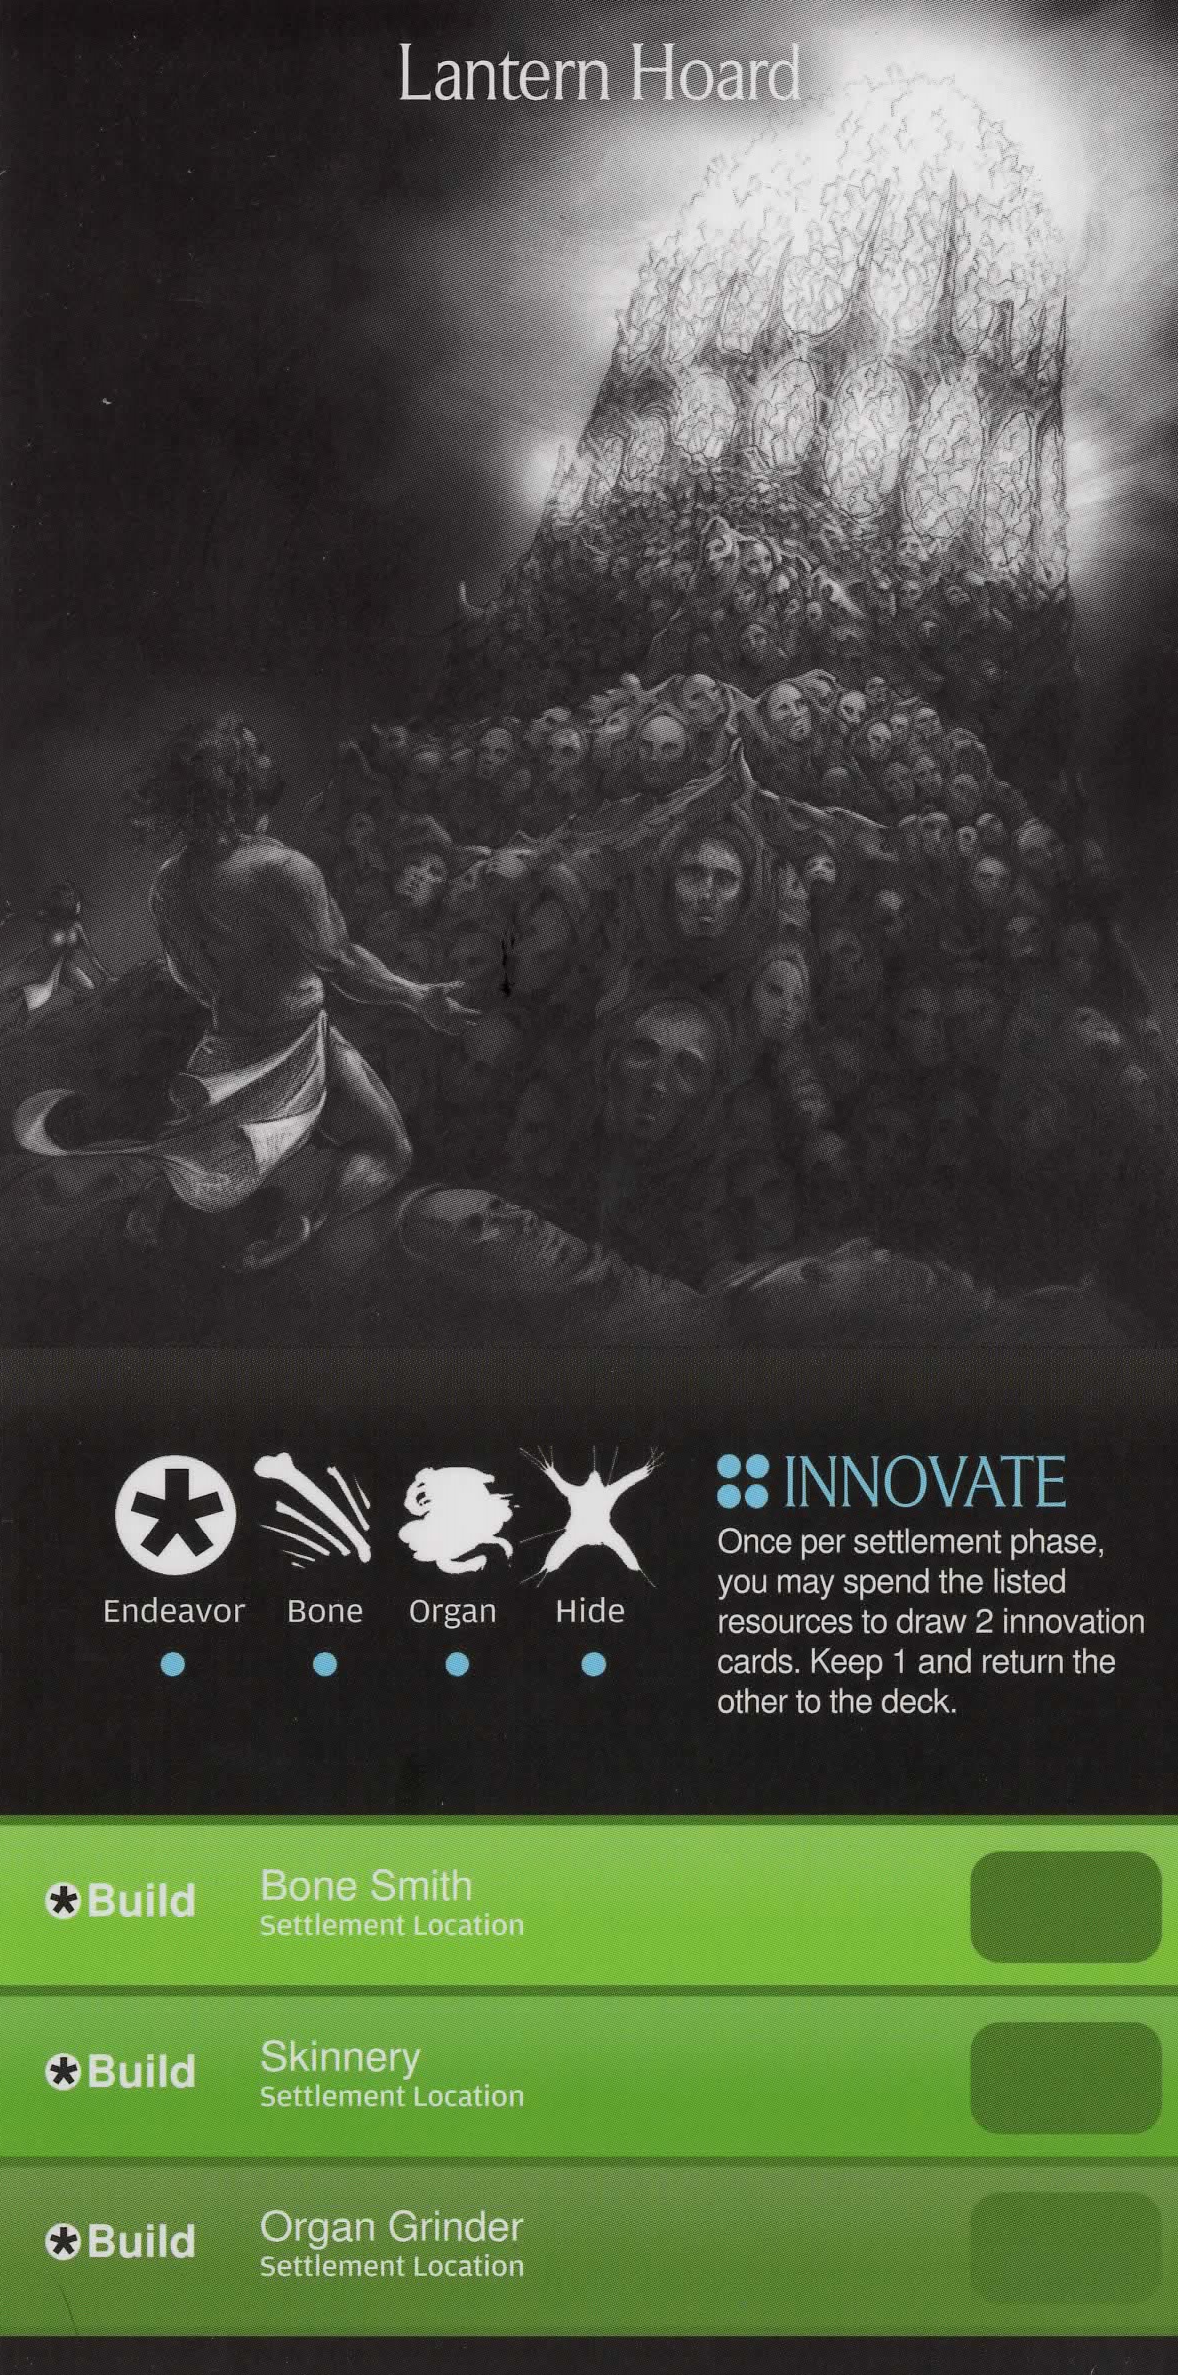 Lantern Hoard
Endeavor Bone Organ Hide
INNOVATE
Once per settlement phase,
you may spend the listed
resources to draw 2 innovation
cards. Keep 1 and return the
other to the deck.
Build
Bone Smith
Settlement Location
Build
Skinnery
Settlement Location
Build
Organ Grinder
Settlement Location